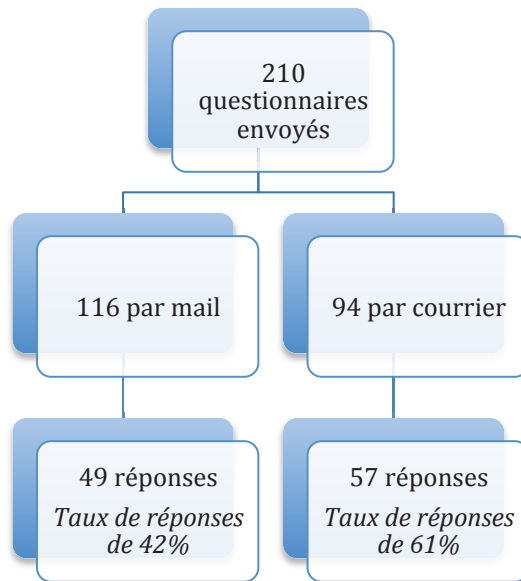 210
questionnaires
envoyés
116 par mail
94 par courrier
49 réponses
Taux de réponses
de 42%
57 réponses
Taux de réponses
de 61%